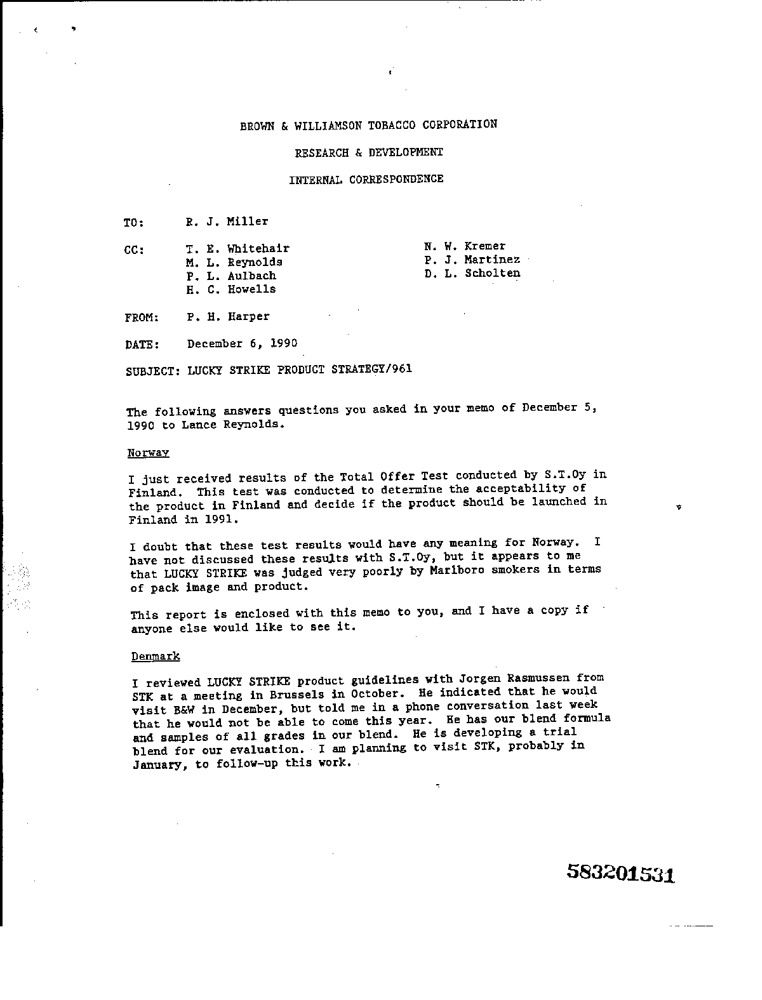 BROWN & WILLIAMSON TOBACCO CORPORATION
RESEARCH & DEVELOPMENT
INTERNAL CORRESPONDENCE
TO: R. J. Miller
CC: T. E. Whitehair N. W. Kremer
M. L. Reynolds P. J. Martinez
P. L. Aulbach D. L. Scholten
H. C. Howells
FROM: P. H. Harper
DATE: December 6, 1990
SUBJECT: LUCKY STRIKE PRODUCT STRATEGY/961
The following answers questions you asked in your memo of December 5,
1990 to Lance Reynolds.
Norway
I just received results of the Total Offer Test conducted by S.T.Oy in
Finland. This test was conducted to determine the acceptability of
the product in Finland and decide if the product should be launched in
Finland in 1991.
I doubt that these test results would have any meaning for Norway. I
have not discussed these results with S.T.Oy, but it appears to me
that LUCKY STRIKE was judged very poorly by Marlboro smokers in terms
of pack image and product.
This report is enclosed with this memo to you, and I have a copy if
anyone else would like to see it.
Denmark
I reviewed LUCKY STRIKE product guidelines with Jorgen Rasmussen from
STK at a meeting in Brussels in October. He indicated that he would
visit B&W in December, but told me in a phone conversation last week
that he would not be able to come this year. He has our blend formula
and samples of all grades in our blend. He is developing a trial
blend for our evaluation. I am planning to visit STK, probably in
January, to follow-up this work.
583201531